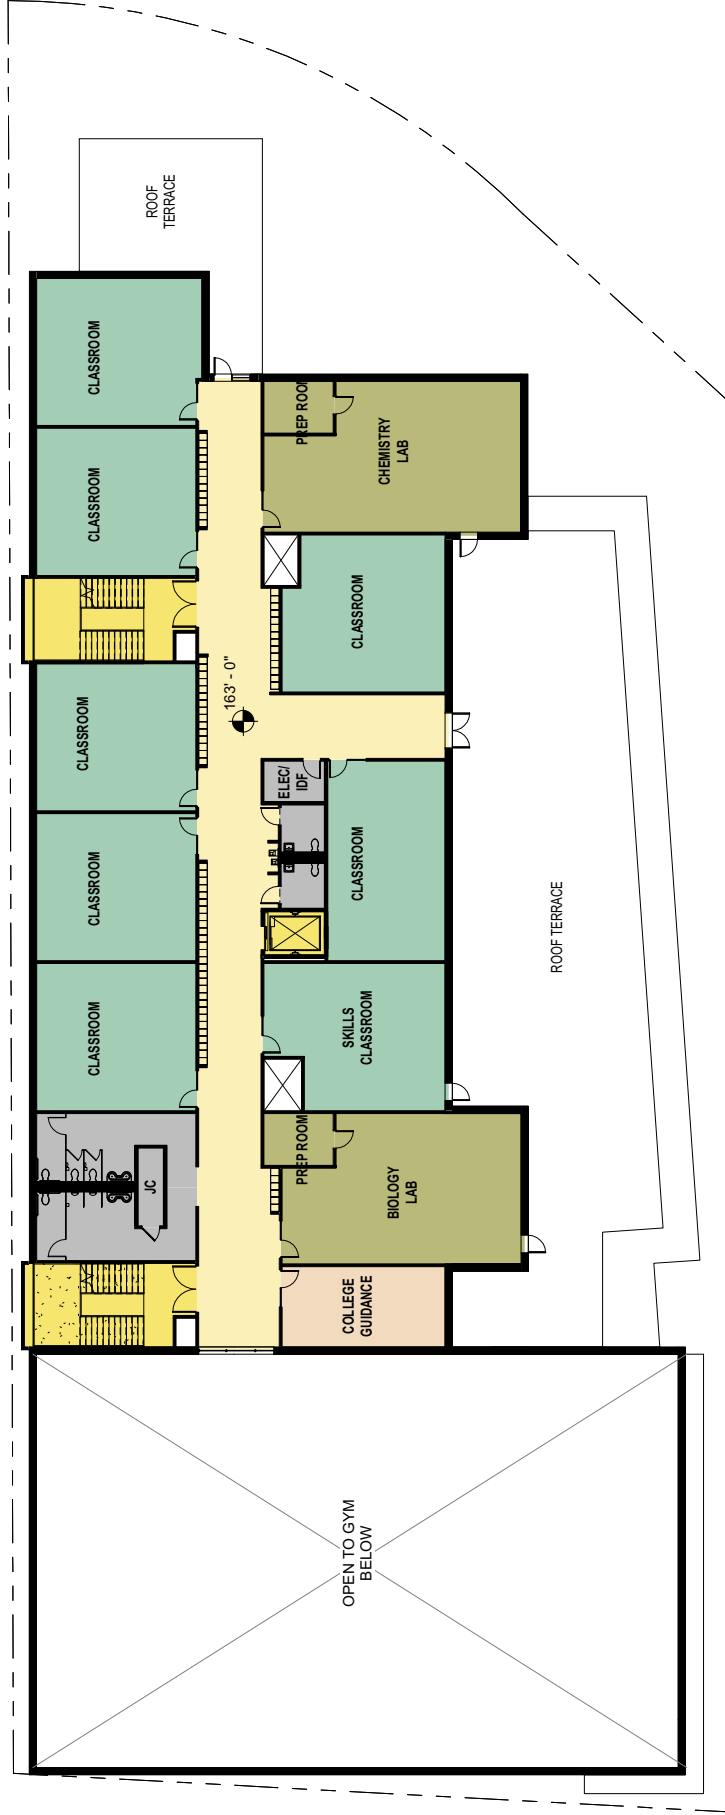 ROOF
TERRACE
CLASSROOM
PREP ROOM
CHEMISTRY
LAB
CLASSROOM
CLASSROOM
163' - 0"
CLASSROOM
ELEC/
IDF
CLASSROOM
CLASSROOM
ROOF TERRACE
CLASSROOM
SKILLS
CLASSROOM
PREP ROOM
JC
BIOLOGY
LAB
COLLEGE
GUIDANCE
OPEN TO GYM
BELOW